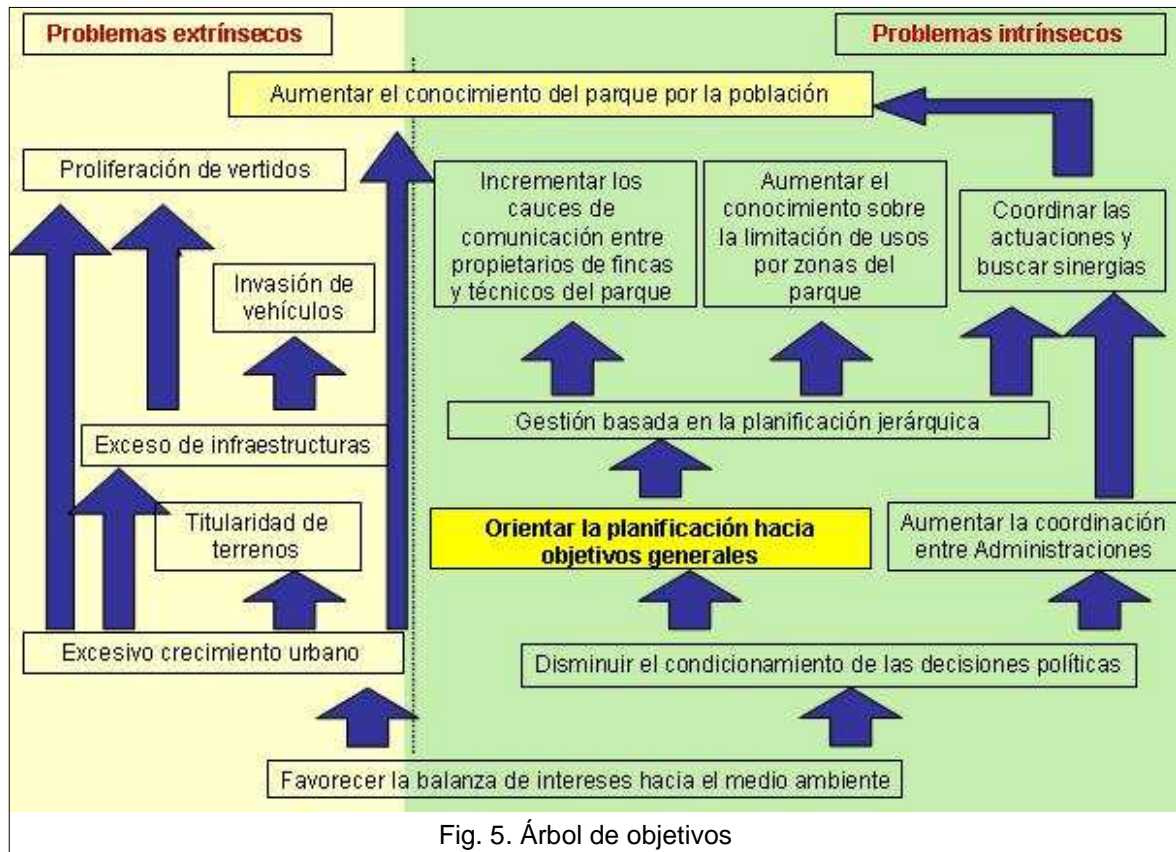 Problemas extrínsecos
Problemas intrínsecos
Aumentar el conocimiento del parque por la población
Proliferación de vertidos
Incrementar los
cauces de
comunicación entre
propietarios de fincas
y técnicos del parque
Aumentar el
conocimiento sobre
la limitación de usos
por zonas del
parque
Coordinar las
actuaciones y
buscar sinergias
Invasión de
vehículos
Gestión basada en la planificación jerárquica
Exceso de infraestructuras
Titularidad de
terrenos
Orientar la planificación hacia
objetivos generales
Aumentar la coordinación
entre Administraciones
Excesivo crecimiento urbano
Disminuir el condicionamiento de las decisiones políticas
Favorecer la balanza de intereses hacia el medio ambiente
Fig. 5. Árbol de objetivos